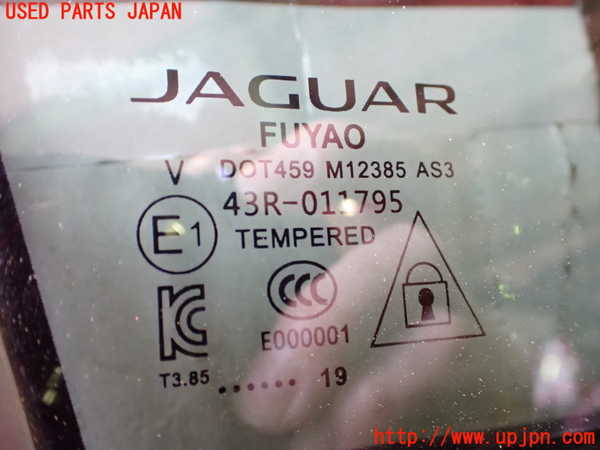 USED PARTS JAPAN
JAGUAR
FUYAO
V DOT459 M12385 AS3
E1 43R-011795
TEMPERED
CCC
E000001
KC
T3.85 ...... 19
http://www.upjpn.com/